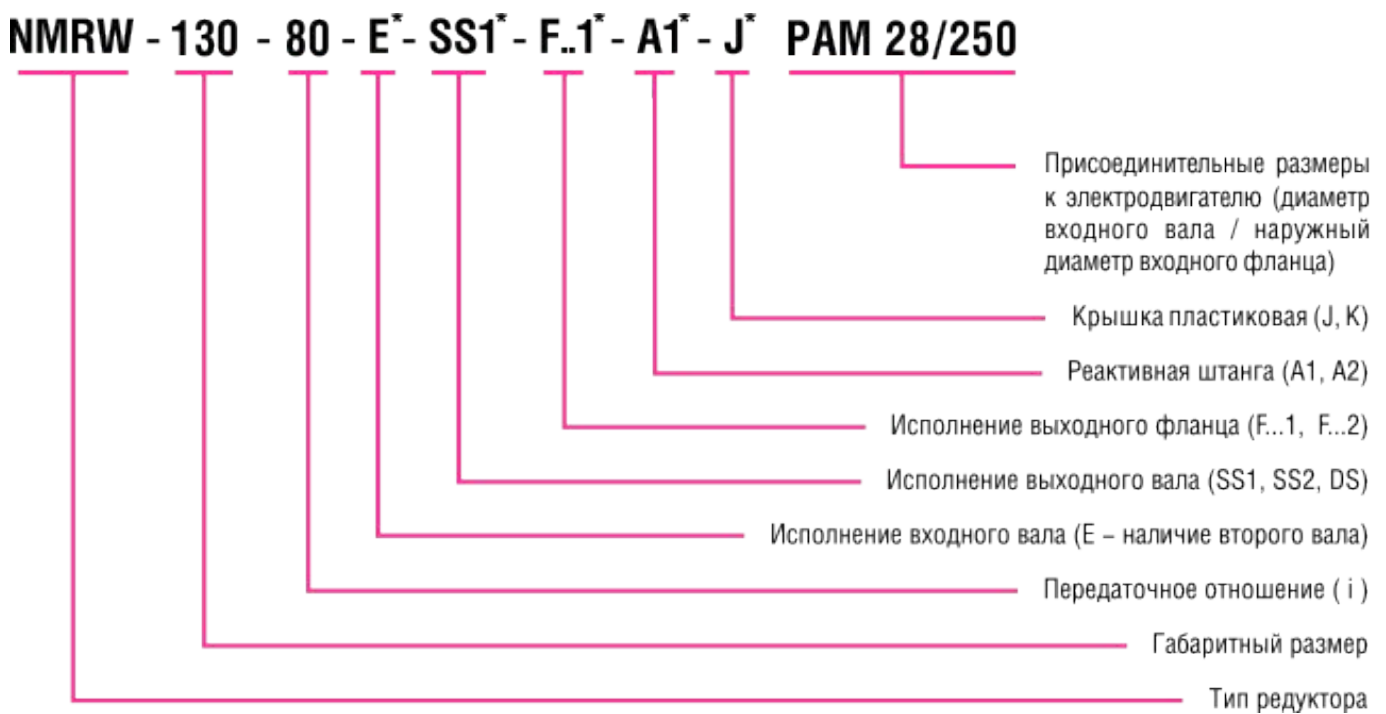 NMRW - 130 - 80 - E* - SS1* - F..1* - A1* - J* PAM 28/250
Присоединительные размеры
к электродвигателю (диаметр
входного вала / наружный
диаметр входного фланца)
Крышка пластиковая (J, K)
Реактивная штанга (А1, А2)
Исполнение выходного фланца (F...1, F...2)
Исполнение выходного вала (SS1, SS2, DS)
Исполнение входного вала (Е – наличие второго вала)
Передаточное отношение ( i )
Габаритный размер
Тип редуктора